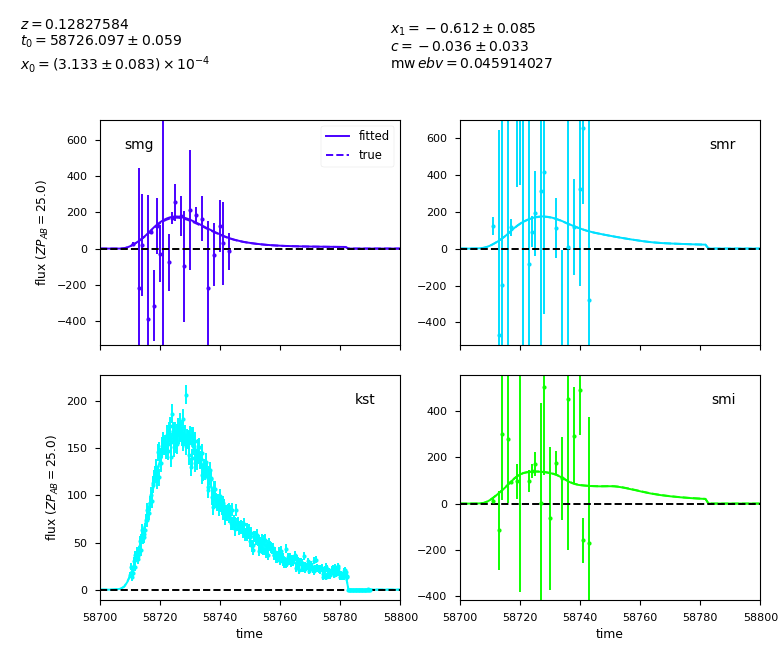 z = 0.12827584
t₀ = 58726.097 ± 0.059
x₀ = (3.133 ± 0.083) × 10⁻⁴
x₁ = −0.612 ± 0.085
c = −0.036 ± 0.033
mw ebv = 0.045914027
smg
fitted
true
600
400
200
0
−200
−400
flux (ZP_AB = 25.0)
smr
600
400
200
0
−200
−400
kst
200
150
100
50
0
flux (ZP_AB = 25.0)
58700 58720 58740 58760 58780 58800
time
smi
400
200
0
−200
−400
58700 58720 58740 58760 58780 58800
time